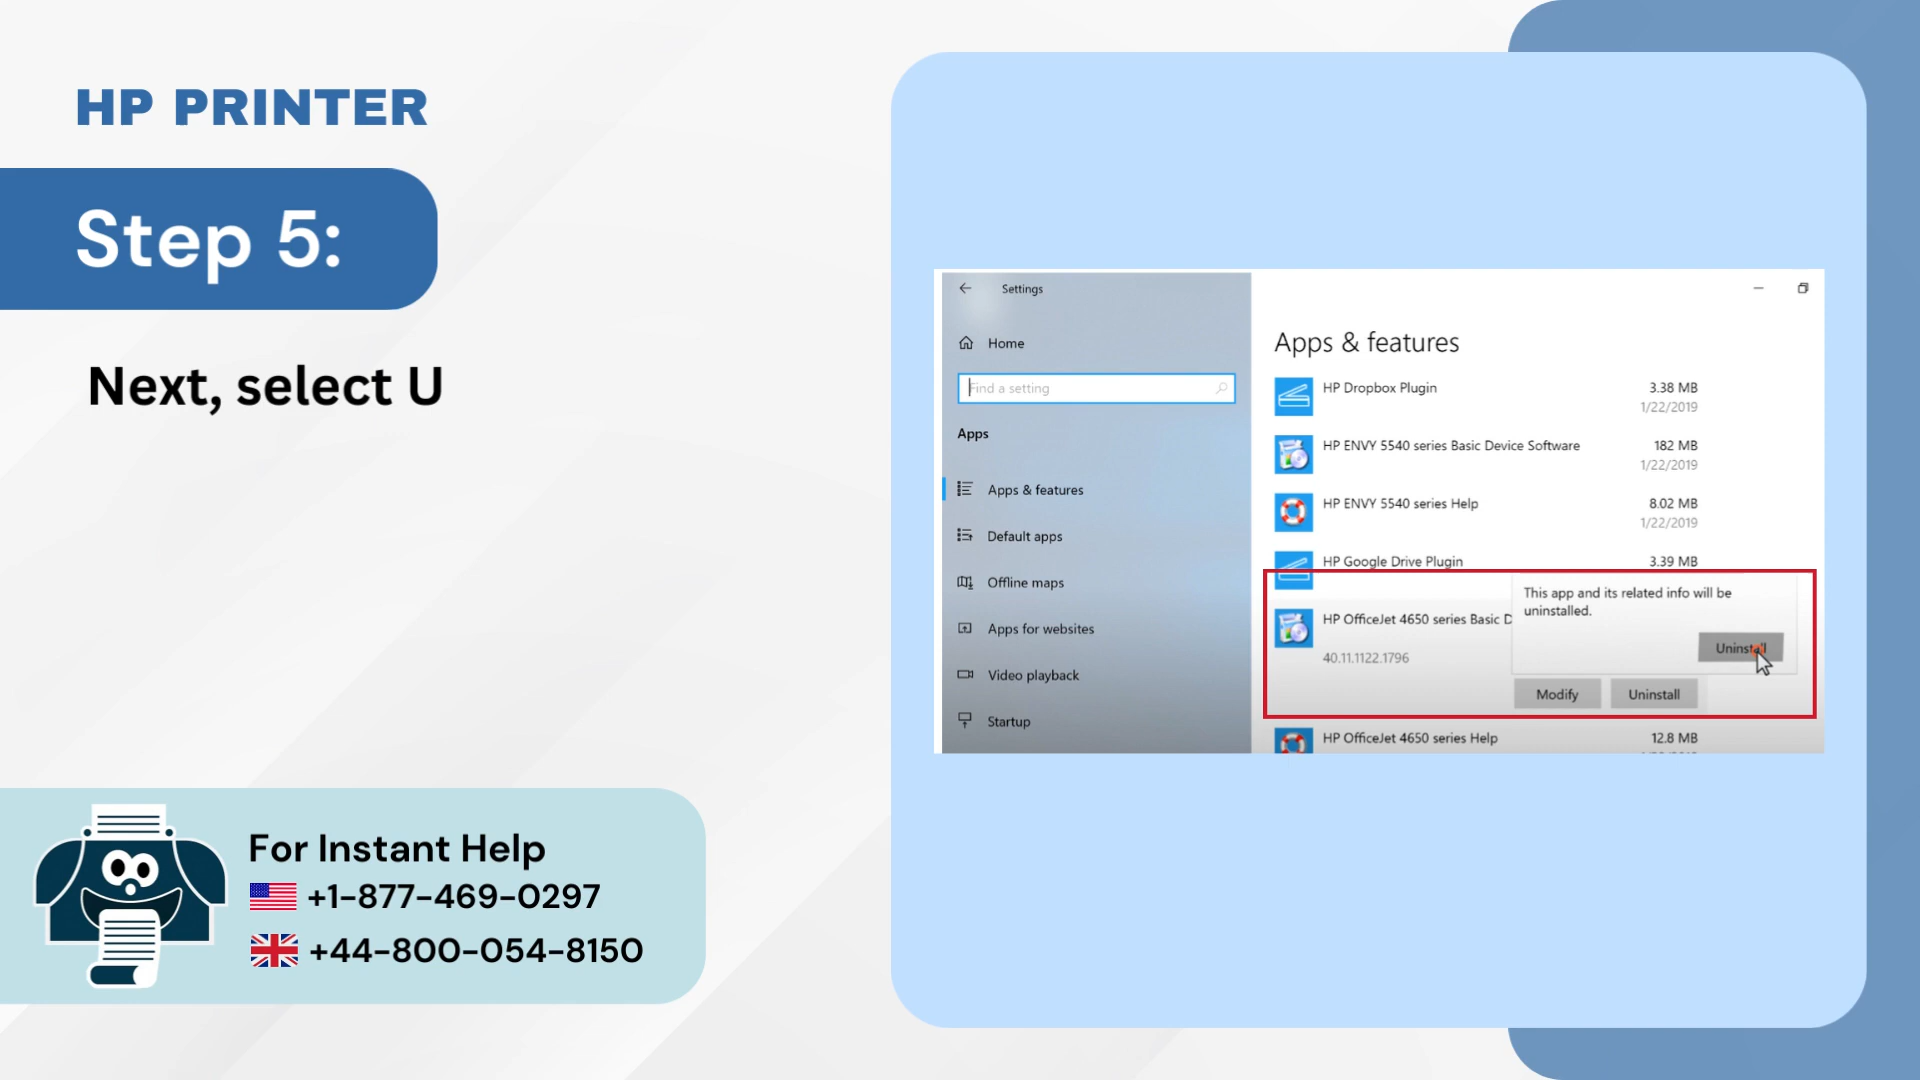 HP PRINTER
Step 5:
Next, select U
For Instant Help
+1-877-469-0297
+44-800-054-8150
Settings
Home
Find a setting
Apps
Apps & features
Default apps
Offline maps
Apps for websites
Video playback
Startup
Apps & features
HP Dropbox Plugin 3.38 MB
1/22/2019
HP ENVY 5540 series Basic Device Software 182 MB
1/22/2019
HP ENVY 5540 series Help 8.02 MB
1/22/2019
HP Google Drive Plugin 3.39 MB
This app and its related info will be
uninstalled.
HP OfficeJet 4650 series Basic D
Uninstall
40.11.1122.1796
Modify Uninstall
HP OfficeJet 4650 series Help 12.8 MB